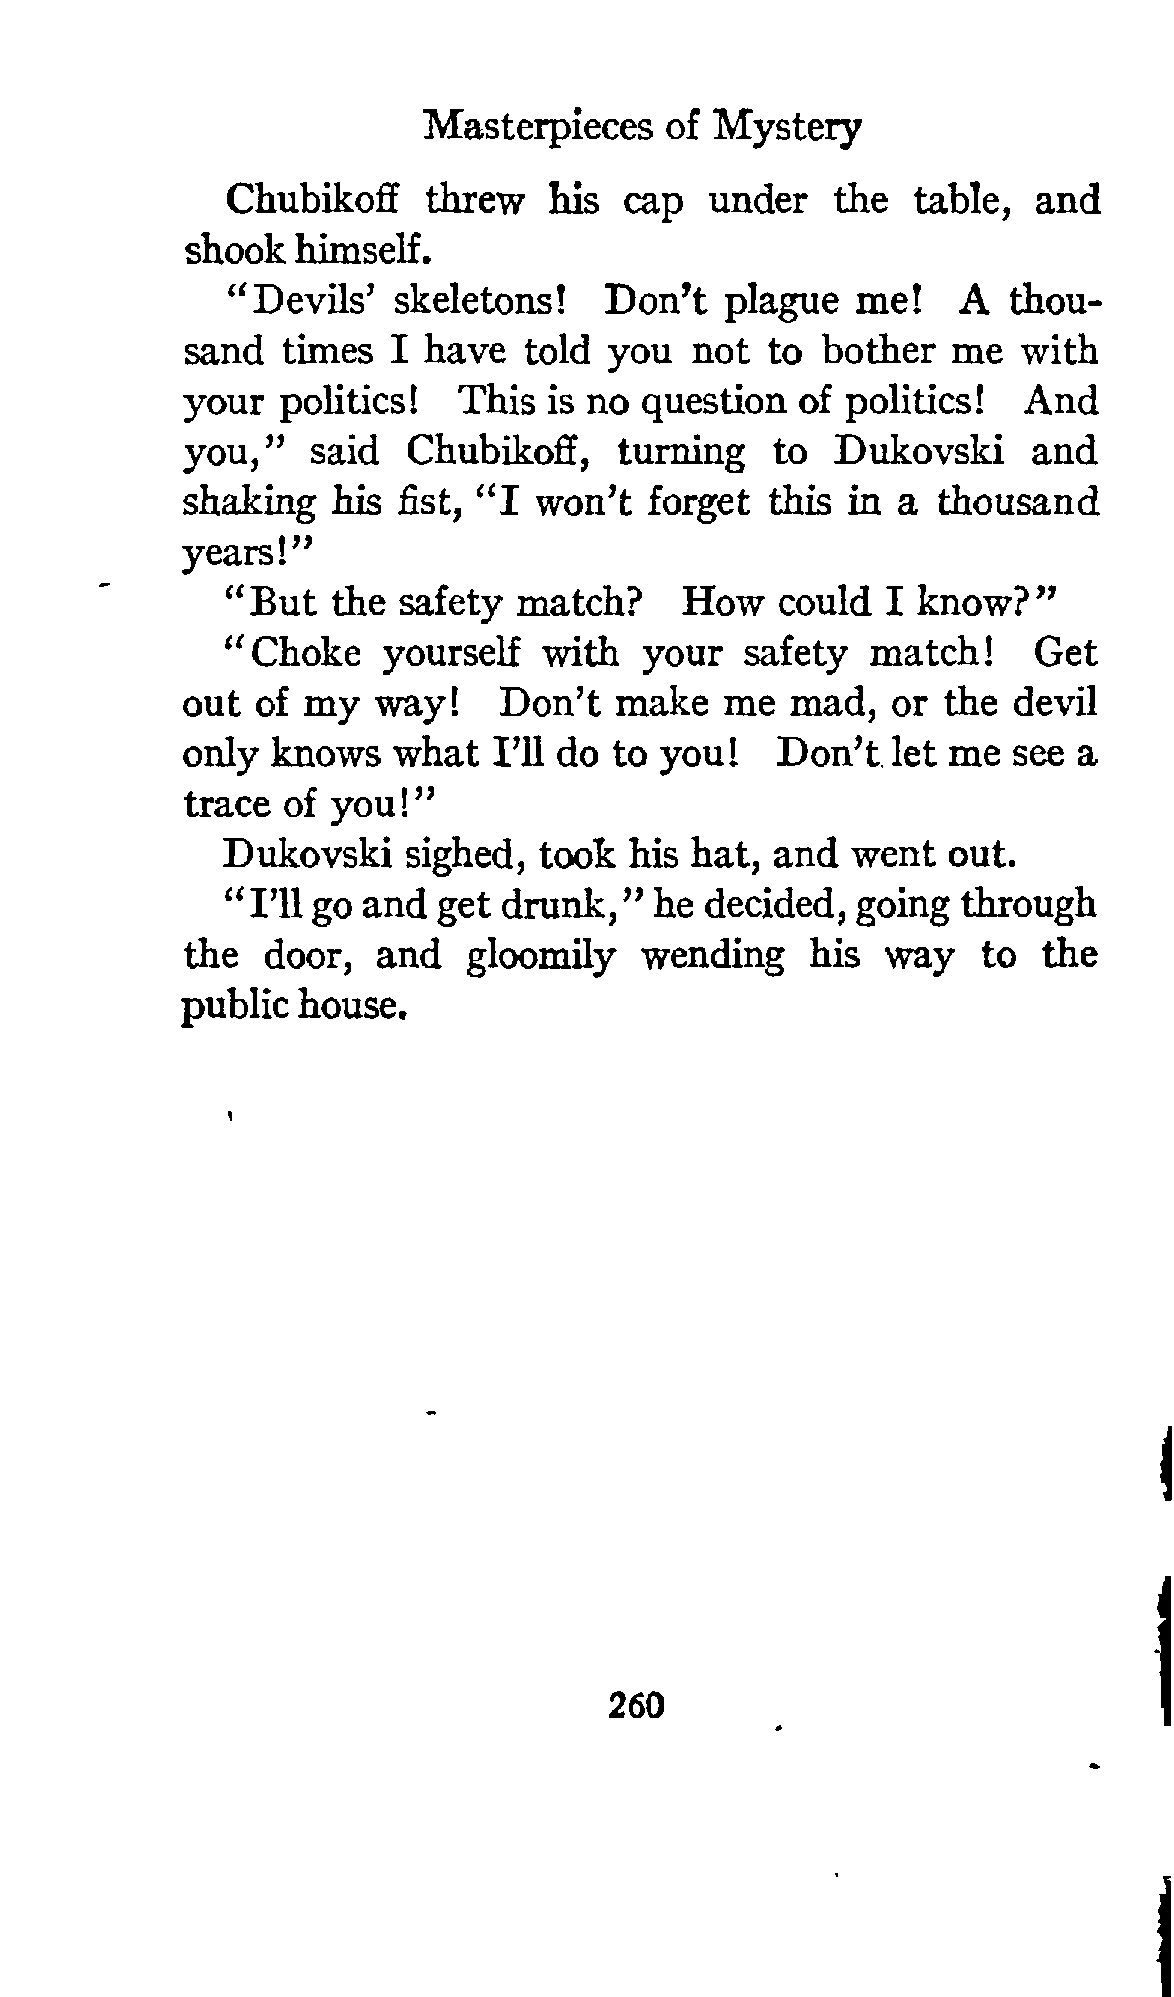 Masterpieces of Mystery
Chubikoff threw his cap under the table, and
shook himself.
"Devils' skeletons! Don't plague me! A thou-
sand times I have told you not to bother me with
your politics! This is no question of politics! And
you," said Chubikoff, turning to Dukovski and
shaking his fist, "I won't forget this in a thousand
years!"
"But the safety match? How could I know?"
"Choke yourself with your safety match! Get
out of my way! Don't make me mad, or the devil
only knows what I'll do to you! Don't let me see a
trace of you!"
Dukovski sighed, took his hat, and went out.
"I'll go and get drunk," he decided, going through
the door, and gloomily wending his way to the
public house.
260